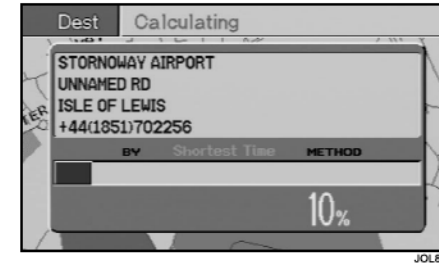 Dest Calculating
STORNOWAY AIRPORT
UNNAMED RD
ISLE OF LEWIS
+44(1851)702256
BY Shortest Time METHOD
10%